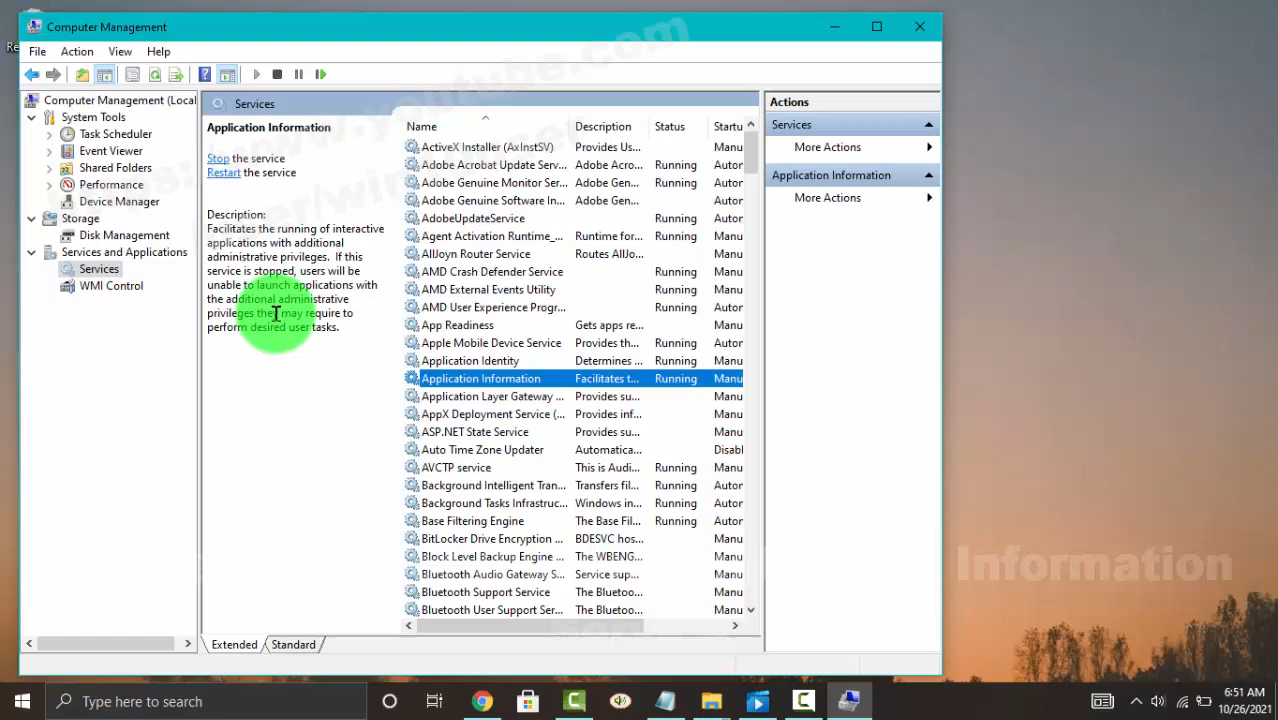 Computer Management
File Action View Help
Computer Management (Local
System Tools
Task Scheduler
Event Viewer
Shared Folders
Performance
Device Manager
Storage
Disk Management
Services and Applications
Services
WMI Control
Services
Application Information
Stop the service
Restart the service
Description:
Facilitates the running of interactive
applications with additional
administrative privileges. If this
service is stopped, users will be
unable to launch applications with
the additional administrative
privileges they may require to
perform desired user tasks.
Name Description Status Startu
ActiveX Installer (AxInstSV) Provides Us... Manu
Adobe Acrobat Update Serv... Adobe Acro... Running Autor
Adobe Genuine Monitor Ser... Adobe Gen... Running Autor
Adobe Genuine Software In... Adobe Gen... Running Autor
AdobeUpdateService Running Autor
Agent Activation Runtime_... Runtime for... Running Manu
AllJoyn Router Service Routes AllJo... Manu
AMD Crash Defender Service Running Autor
AMD External Events Utility Running Autor
AMD User Experience Progr... Running Autor
App Readiness Gets apps re... Manu
Apple Mobile Device Service Provides th... Running Autor
Application Identity Determines ... Manu
Application Information Facilitates t... Running Manu
Application Layer Gateway ... Provides su... Manu
AppX Deployment Service (... Provides inf... Manu
ASP.NET State Service Provides su... Manu
Auto Time Zone Updater Automatica... Disabl
AVCTP service This is Audi... Running Manu
Background Intelligent Tran... Transfers fil... Running Autor
Background Tasks Infrastruc... Windows in... Running Autor
Base Filtering Engine The Base Fil... Running Autor
BitLocker Drive Encryption ... BDESVC hos... Manu
Block Level Backup Engine ... The WBENG... Manu
Bluetooth Audio Gateway S... Service sup... Manu
Bluetooth Support Service The Bluetoo... Manu
Bluetooth User Support Ser... The Bluetoo... Manu
Extended Standard
Actions
Services
More Actions
Application Information
More Actions
Information
Type here to search
6:51 AM
10/26/2021